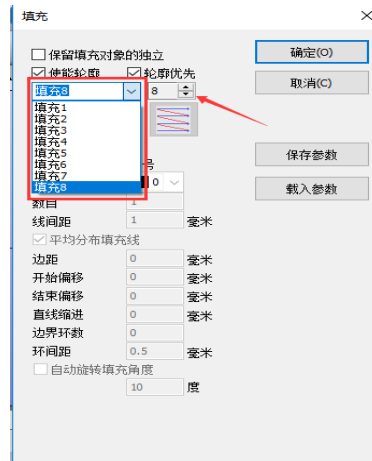 填充
保留填充对象的独立
确定(O)
使能轮廓 轮廓优先
填充8 8
取消(C)
填充1
填充2
填充3
填充4
填充5
填充6
填充7
填充8
保存参数
号
0
载入参数
数目 1
线间距 1 毫米
平均分布填充线
边距 0 毫米
开始偏移 0 毫米
结束偏移 0 毫米
直线缩进 0 毫米
边界环数 0
环间距 0.5 毫米
自动旋转填充角度
10 度